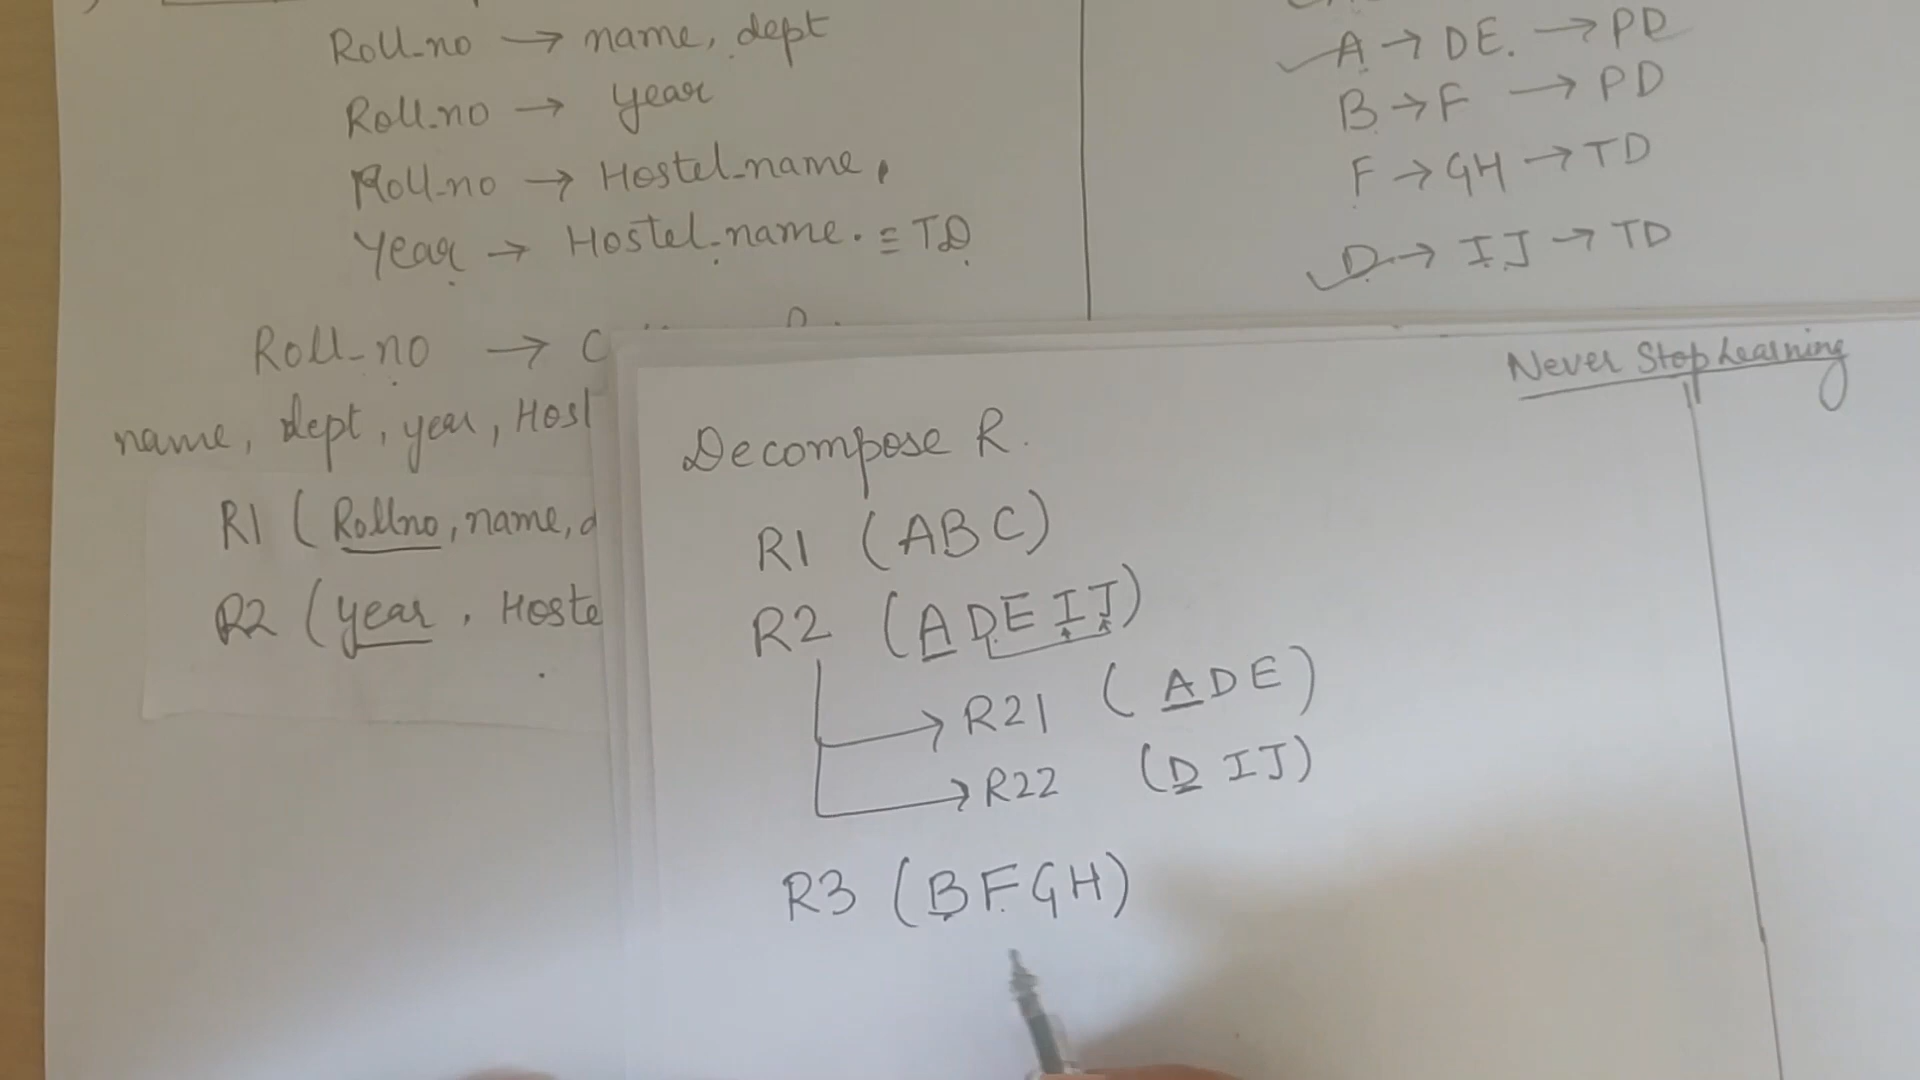 Roll-no → name, dept
Roll-no → year
Roll-no → Hostel-name,
Year → Hostel-name. ≡ TD
Roll-no → C
name, dept, year, Host
R1 (Rollno, name, d
R2 (year, Hoste
A → DE. → PD
B → F → PD
F → GH → TD
D → IJ → TD
Never Stop Learning
Decompose R.
R1 (ABC)
R2 (ADEIJ)
→ R21 (ADE)
→ R22 (DIJ)
R3 (BFGH)